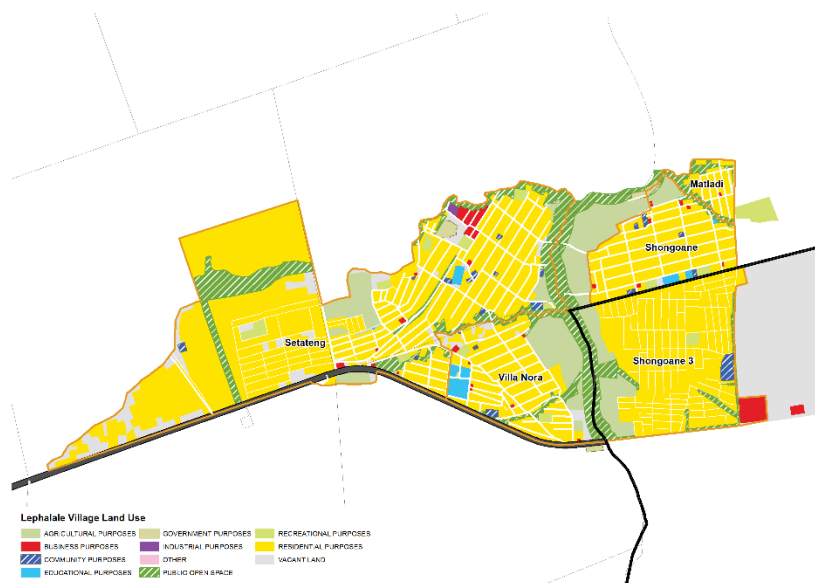 Matladi
Shongoane
Setateng
Shongoane 3
Villa Nora
Lephalale Village Land Use
AGRICULTURAL PURPOSES
GOVERNMENT PURPOSES
RECREATIONAL PURPOSES
BUSINESS PURPOSES
INDUSTRIAL PURPOSES
RESIDENTIAL PURPOSES
COMMUNITY PURPOSES
OTHER
VACANT LAND
EDUCATIONAL PURPOSES
PUBLIC OPEN SPACE